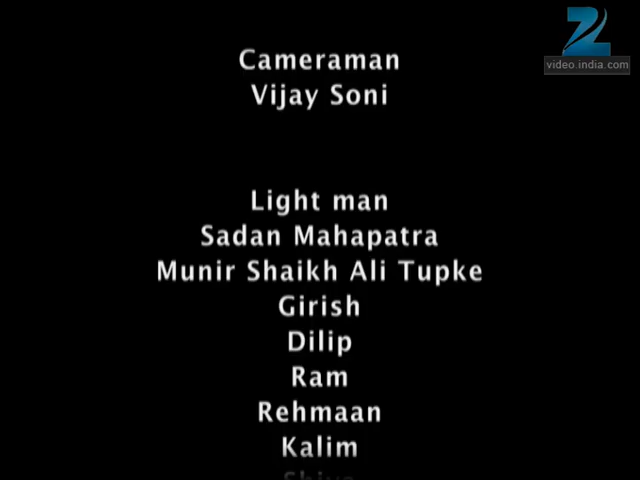 video.india.com
Cameraman
Vijay Soni
Light man
Sadan Mahapatra
Munir Shaikh Ali Tupke
Girish
Dilip
Ram
Rehmaan
Kalim